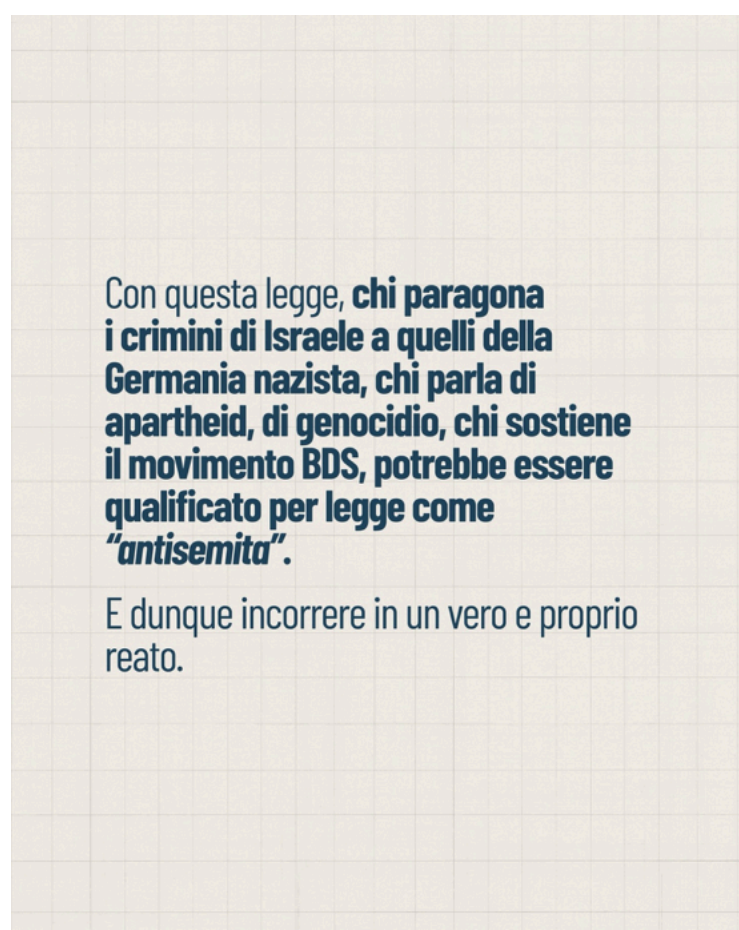 Con questa legge, chi paragona
i crimini di Israele a quelli della
Germania nazista, chi parla di
apartheid, di genocidio, chi sostiene
il movimento BDS, potrebbe essere
qualificato per legge come
“antisemita”.
E dunque incorrere in un vero e proprio
reato.